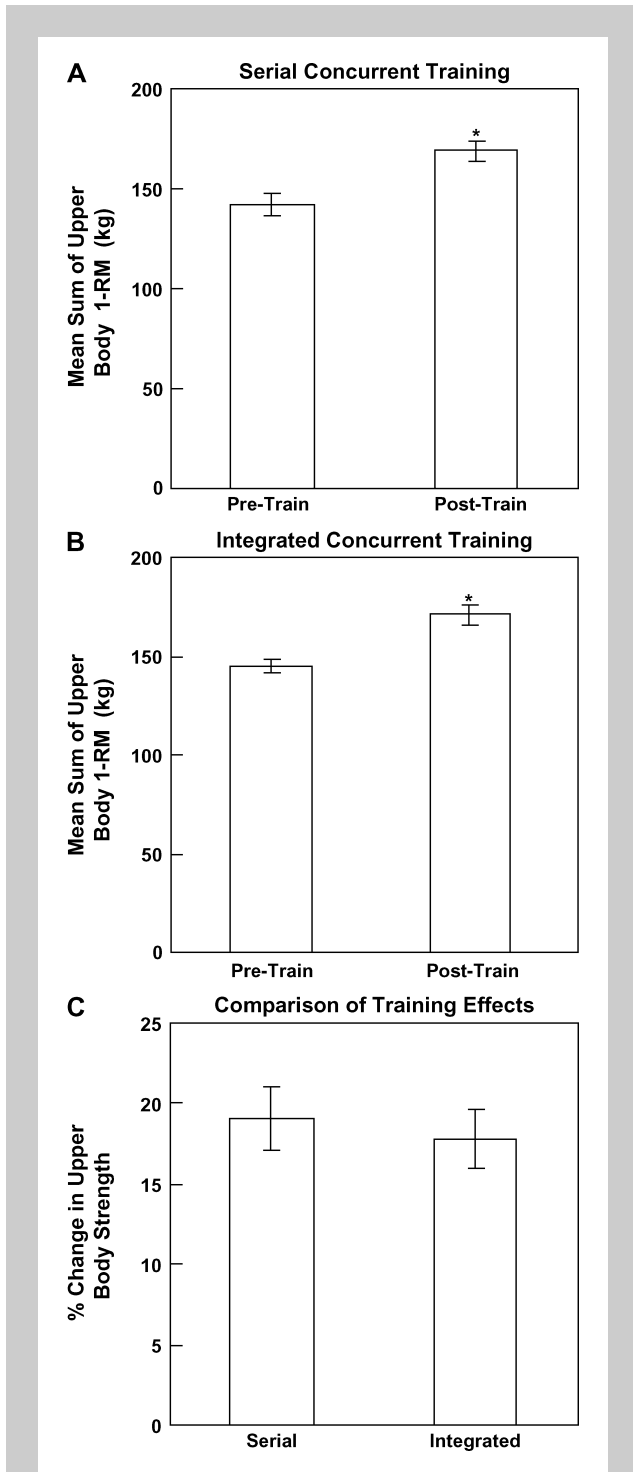 A
Serial Concurrent Training
200
150
100
50
0
Mean Sum of Upper
Body 1-RM (kg)
*
Pre-Train
Post-Train
B
Integrated Concurrent Training
200
150
100
50
0
Mean Sum of Upper
Body 1-RM (kg)
*
Pre-Train
Post-Train
C
Comparison of Training Effects
25
20
15
10
5
0
% Change in Upper
Body Strength
Serial
Integrated